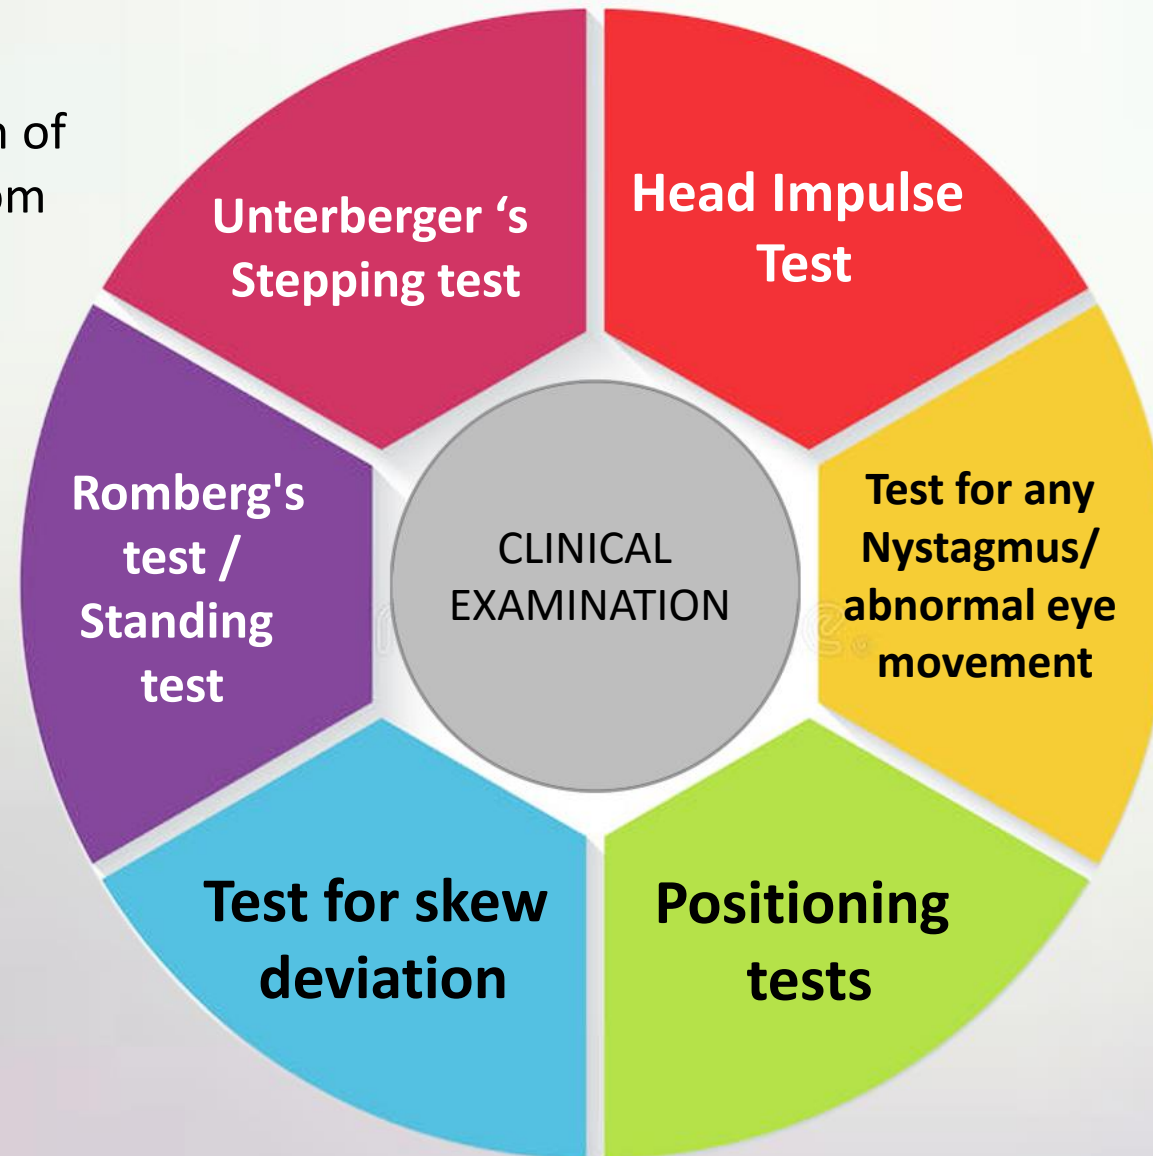 of
Unterberger ‘s
Stepping test
Head Impulse
Test
Test for any
Nystagmus/
abnormal eye
movement
Positioning
tests
Test for skew
deviation
Romberg's
test /
Standing
test
CLINICAL
EXAMINATION